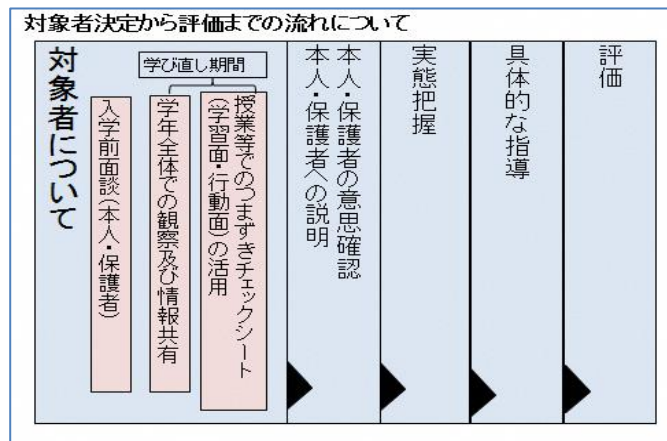 対象者決定から評価までの流れについて
対象者について
学び直し期間
入学前面談(本人・保護者)
学年全体での観察及び情報共有
授業等でのつまずきチェックシート
(学習面・行動面)の活用
本人・保護者の意思確認
本人・保護者への説明
実態把握
具体的な指導
評価